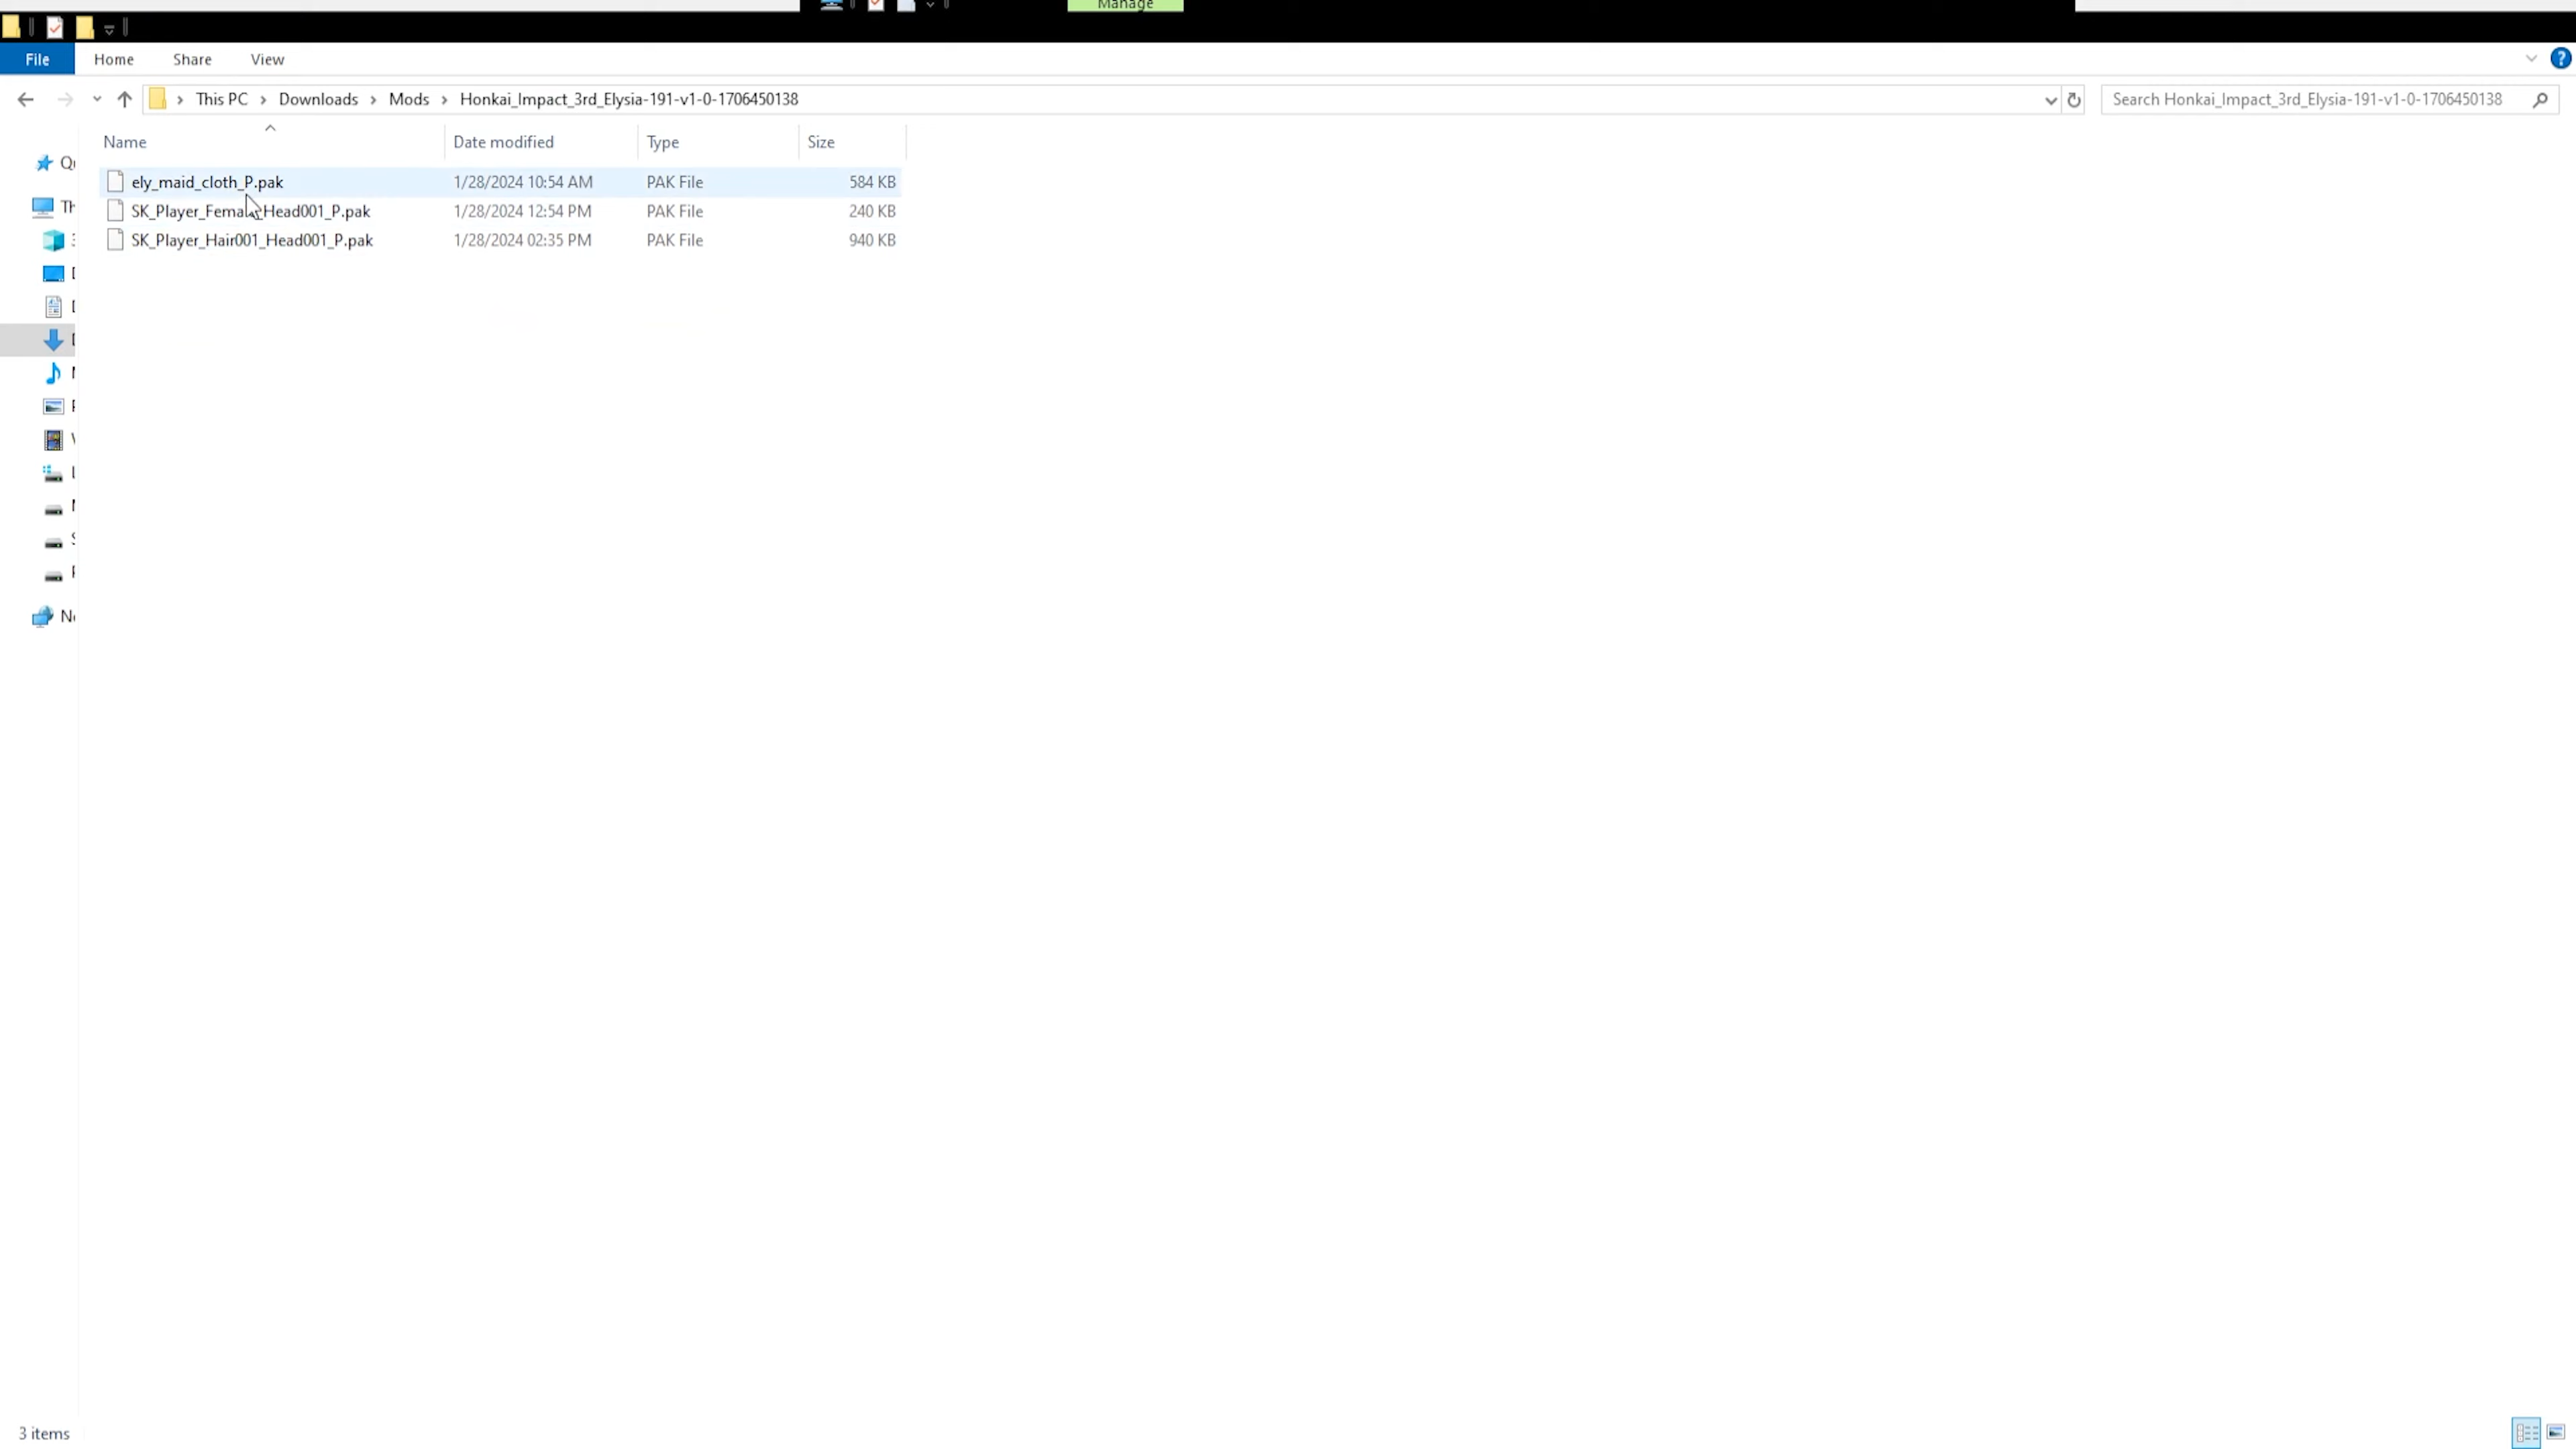 Manage
File Home Share View
This PC Downloads Mods Honkai_Impact_3rd_Elysia-191-v1-0-1706450138 Search Honkai_Impact_3rd_Elysia-191-v1-0-1706450138
Name Date modified Type Size
ely_maid_cloth_P.pak 1/28/2024 10:54 AM PAK File 584 KB
SK_Player_Female_Head001_P.pak 1/28/2024 12:54 PM PAK File 240 KB
SK_Player_Hair001_Head001_P.pak 1/28/2024 02:35 PM PAK File 940 KB
3 items